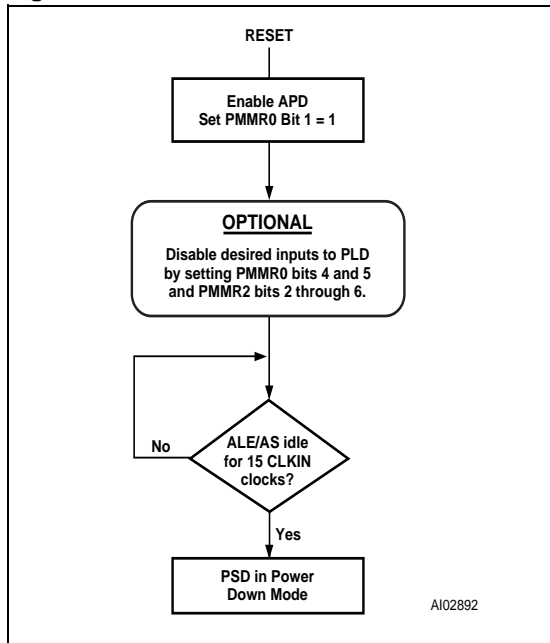 RESET
Enable APD
Set PMMR0 Bit 1 = 1
OPTIONAL
Disable desired inputs to PLD
by setting PMMR0 bits 4 and 5
and PMMR2 bits 2 through 6.
No
ALE/AS idle
for 15 CLKIN
clocks?
Yes
PSD in Power
Down Mode
AI02892